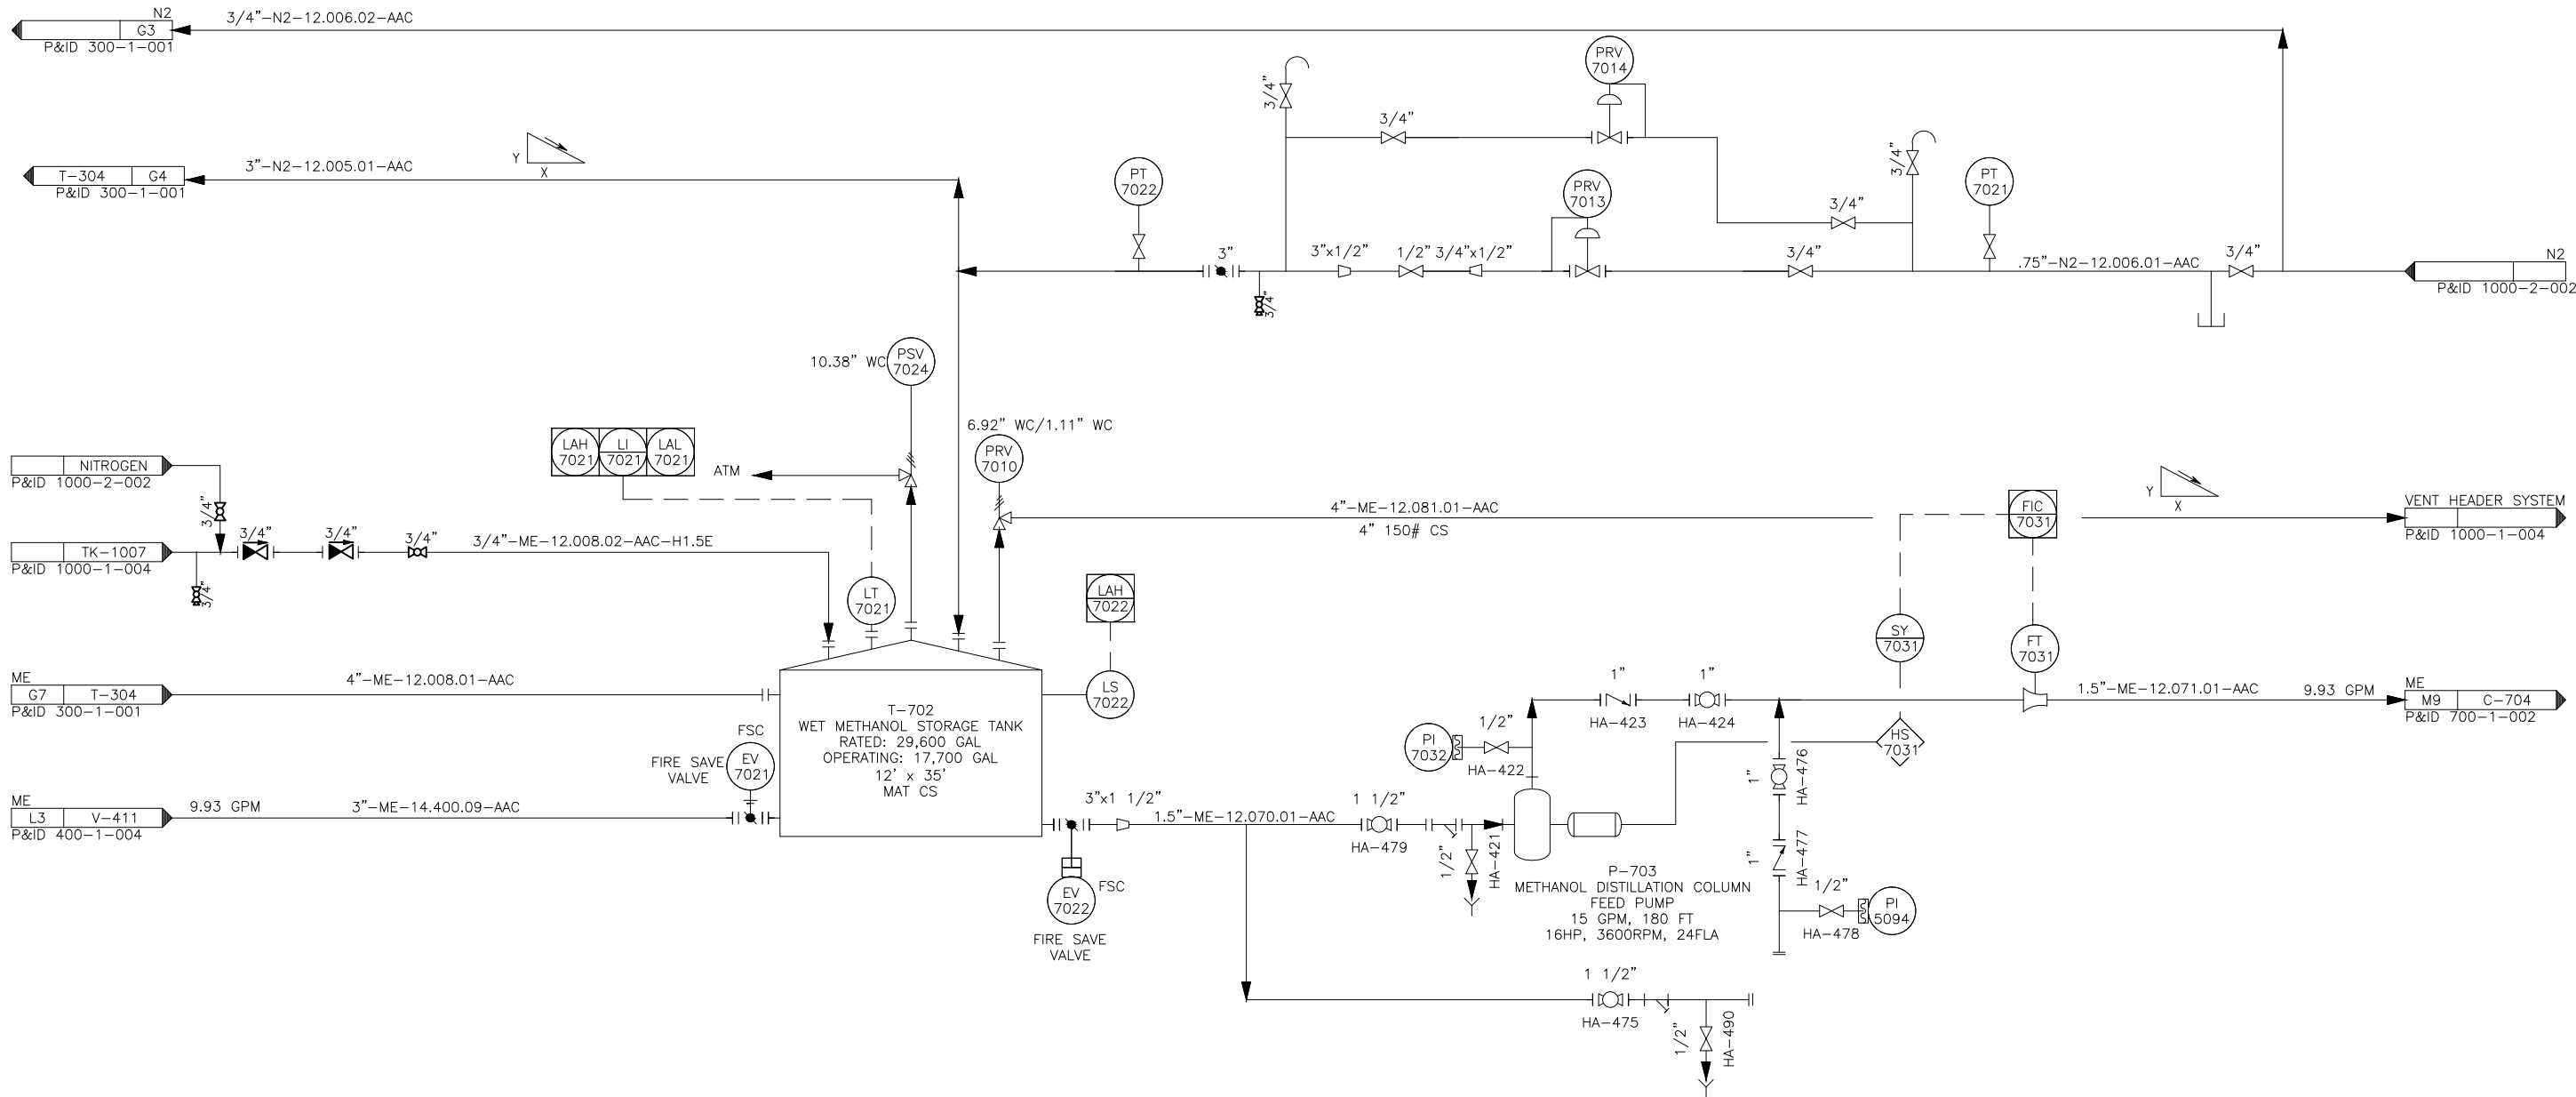 N2
G3
P&ID 300-1-001
3/4"-N2-12.006.02-AAC
T-304 G4
P&ID 300-1-001
3"-N2-12.005.01-AAC
Y
X
3/4"
3/4"
PRV
7014
PT
7022
3"
3/4"
3"x1/2"
1/2"
3/4"x1/2"
PRV
7013
3/4"
3/4"
3/4"
PT
7021
.75"-N2-12.006.01-AAC
3/4"
N2
P&ID 1000-2-002
10.38" WC
PSV
7024
6.92" WC/1.11" WC
PRV
7010
LAH
7021
LI
7021
LAL
7021
ATM
NITROGEN
P&ID 1000-2-002
3/4"
TK-1007
P&ID 1000-1-004
3/4"
3/4"
3/4"
3/4"
3/4"-ME-12.008.02-AAC-H1.5E
LT
7021
LAH
7022
LS
7022
4"-ME-12.081.01-AAC
4" 150# CS
FIC
7031
Y
X
VENT HEADER SYSTEM
P&ID 1000-1-004
SY
7031
FT
7031
ME
G7 T-304
P&ID 300-1-001
4"-ME-12.008.01-AAC
T-702
WET METHANOL STORAGE TANK
RATED: 29,600 GAL
OPERATING: 17,700 GAL
12' x 35'
MAT CS
FSC
FIRE SAVE
VALVE
EV
7021
ME
L3 V-411
P&ID 400-1-004
9.93 GPM
3"-ME-14.400.09-AAC
3"x1 1/2"
1.5"-ME-12.070.01-AAC
EV
7022
FSC
FIRE SAVE
VALVE
1 1/2"
HA-479
1/2"
HA-421
PI
7032
1/2"
HA-422
1"
HA-423
1"
HA-424
HS
7031
1.5"-ME-12.071.01-AAC
9.93 GPM
ME
M9 C-704
P&ID 700-1-002
1"
HA-476
1"
HA-477
1/2"
HA-478
PI
5094
P-703
METHANOL DISTILLATION COLUMN
FEED PUMP
15 GPM, 180 FT
16HP, 3600RPM, 24FLA
1 1/2"
HA-475
1/2"
HA-490